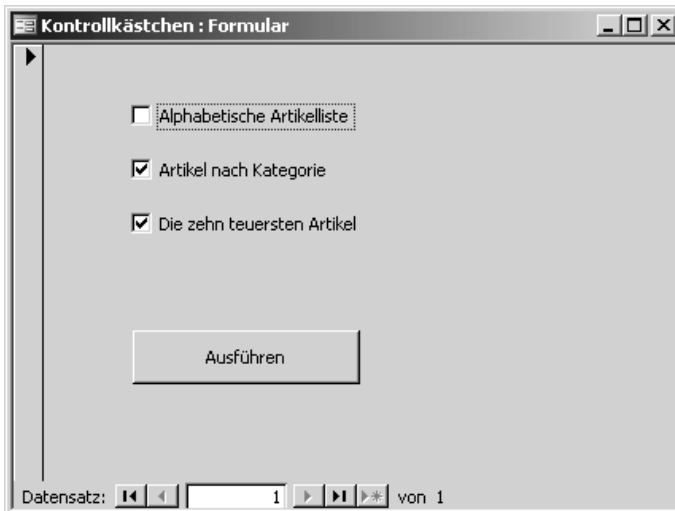 Kontrollkästchen : Formular
Alphabetische Artikelliste
Artikel nach Kategorie
Die zehn teuersten Artikel
Ausführen
Datensatz: 1 von 1